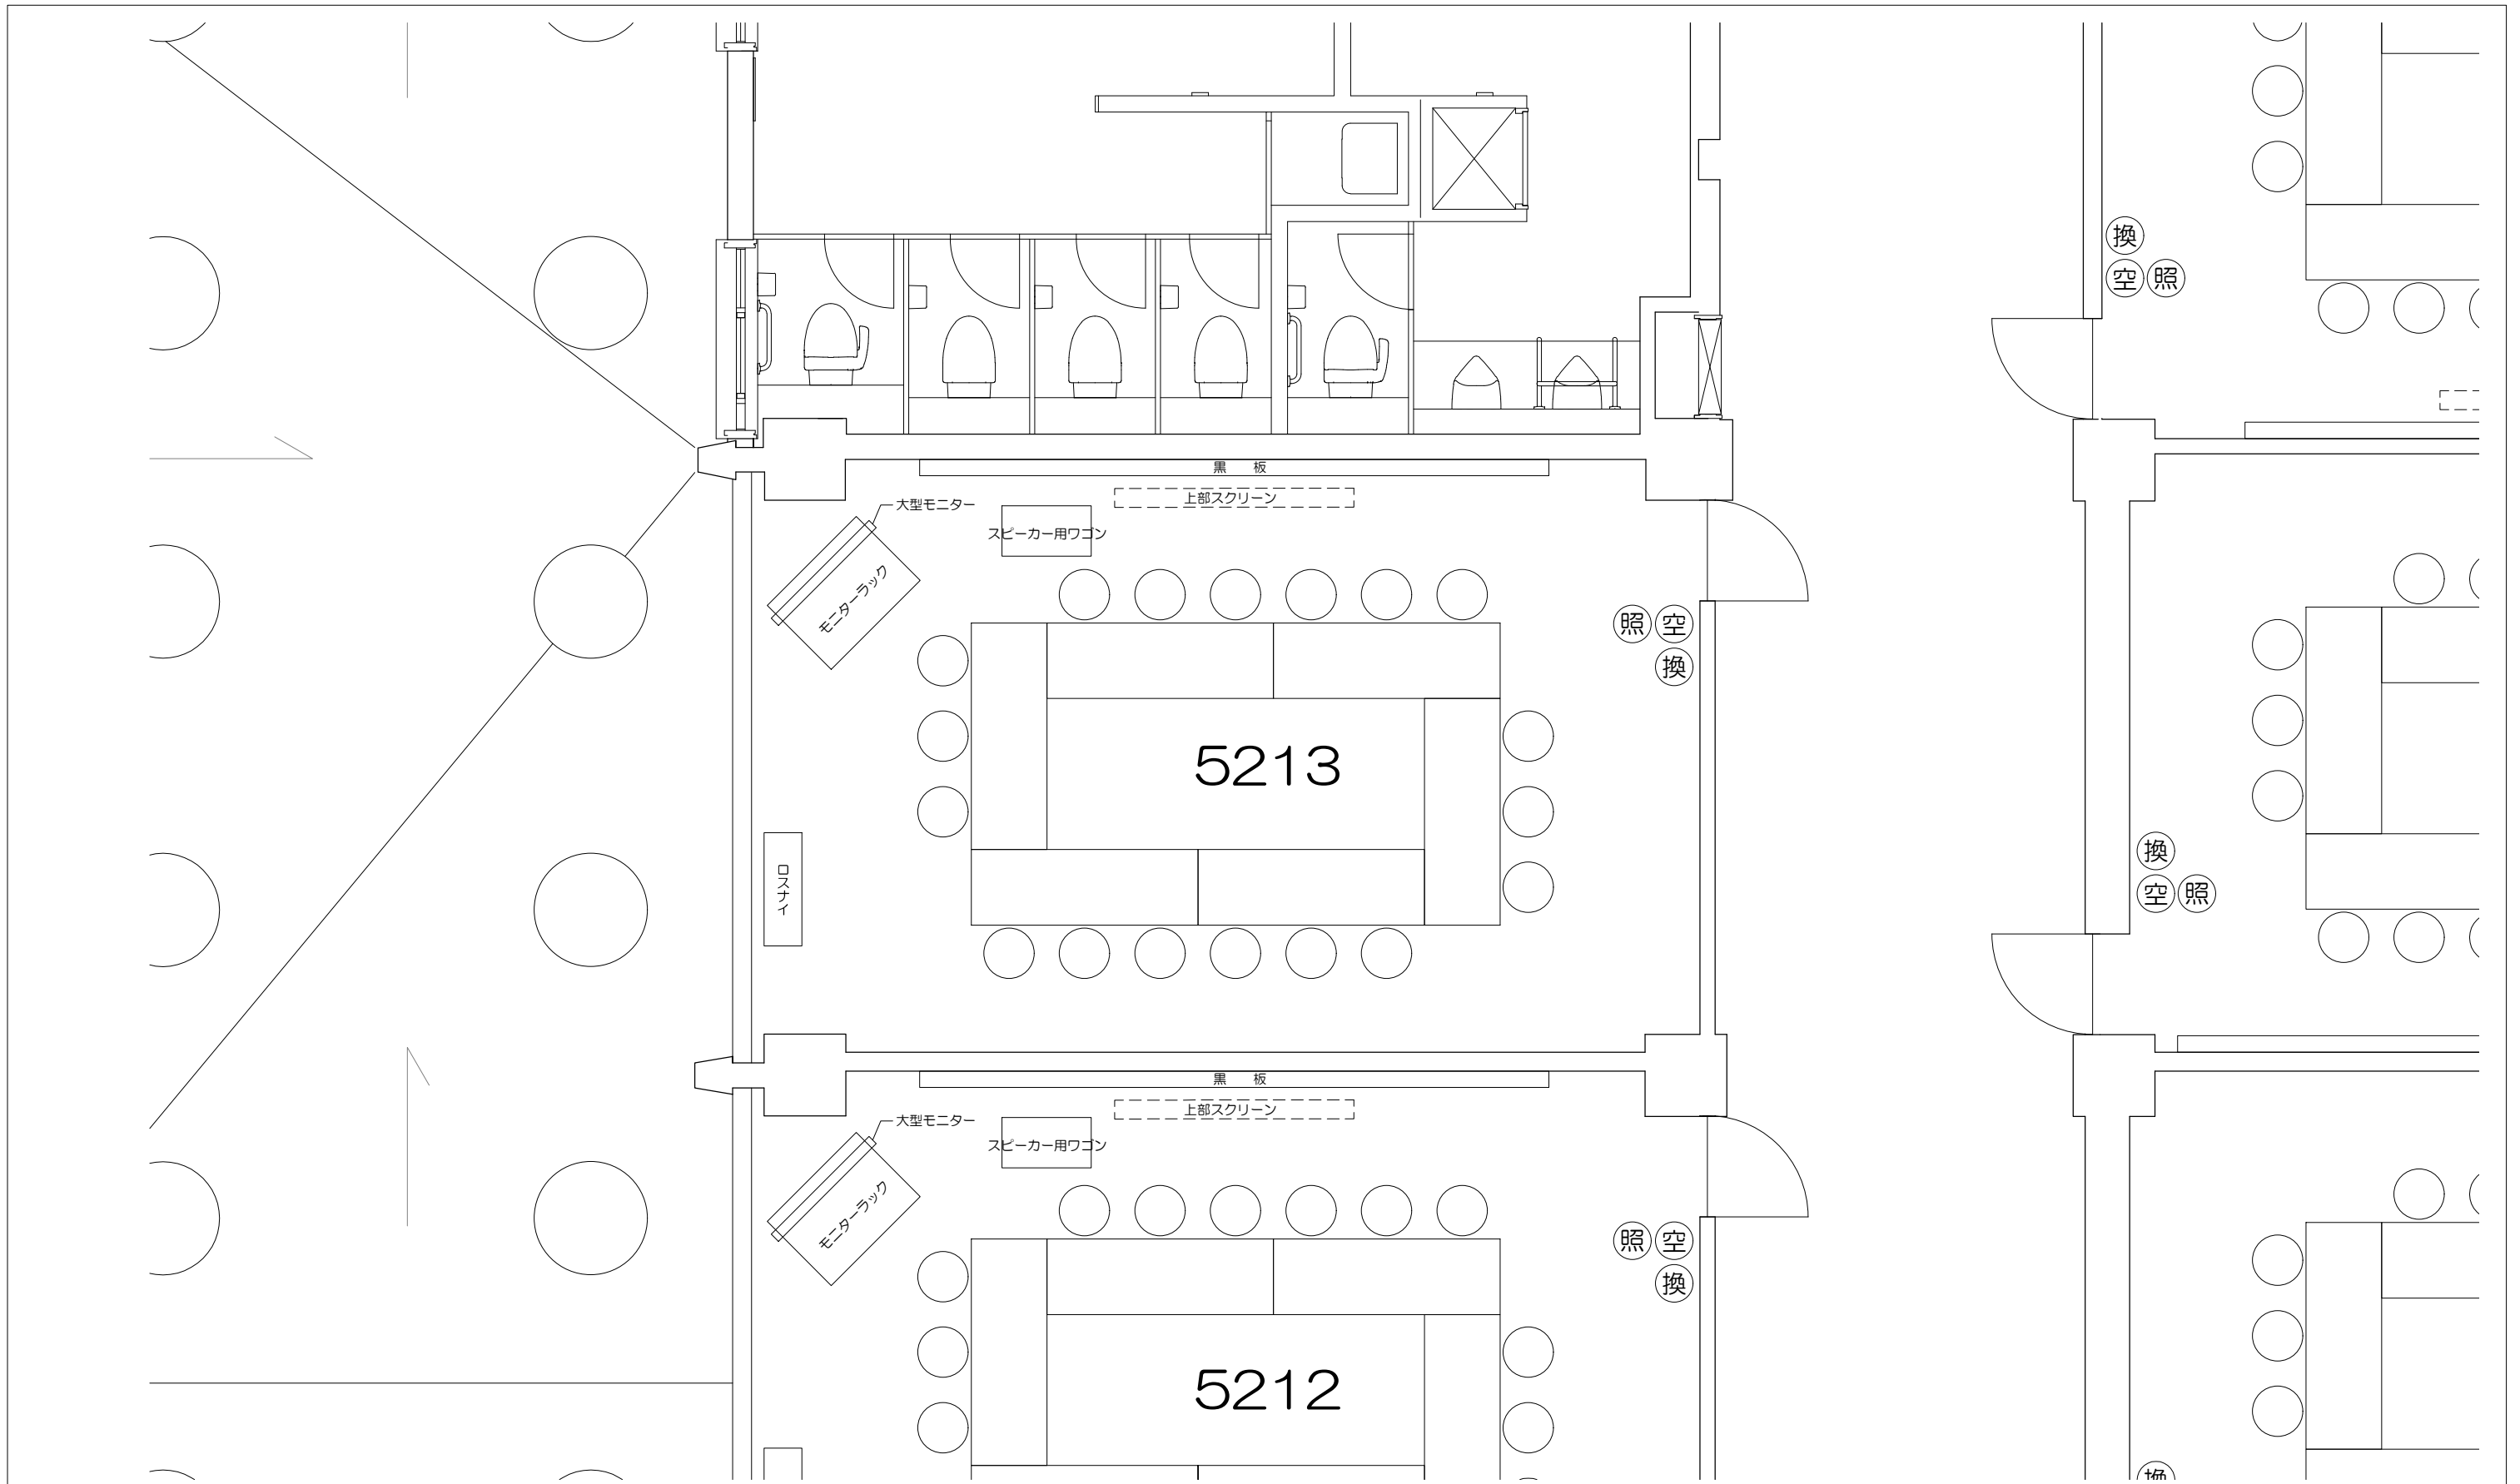 換
空 照
黒 板
上部スクリーン
大型モニター
スピーカー用ワゴン
モニターラック
照 空
換
5213
ロスナイ
換
空 照
黒 板
上部スクリーン
大型モニター
スピーカー用ワゴン
モニターラック
照 空
換
5212
換